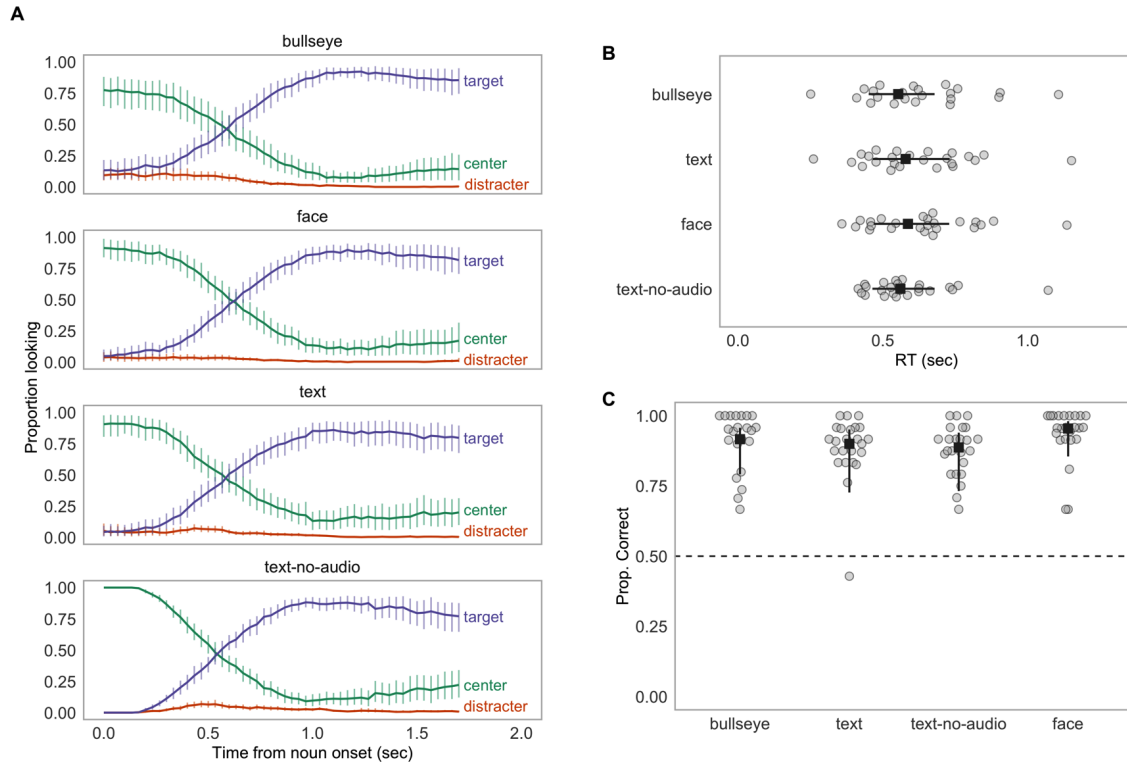 A
bullseye
1.00
0.75
0.50
0.25
0.00
target
center
distracter
face
1.00
0.75
0.50
0.25
0.00
target
center
distracter
text
1.00
0.75
0.50
0.25
0.00
target
center
distracter
text-no-audio
1.00
0.75
0.50
0.25
0.00
target
center
distracter
0.0 0.5 1.0 1.5 2.0
Time from noun onset (sec)
Proportion looking
B
bullseye
text
face
text-no-audio
0.0 0.5 1.0
RT (sec)
C
1.00
0.75
0.50
0.25
0.00
Prop. Correct
bullseye text text-no-audio face